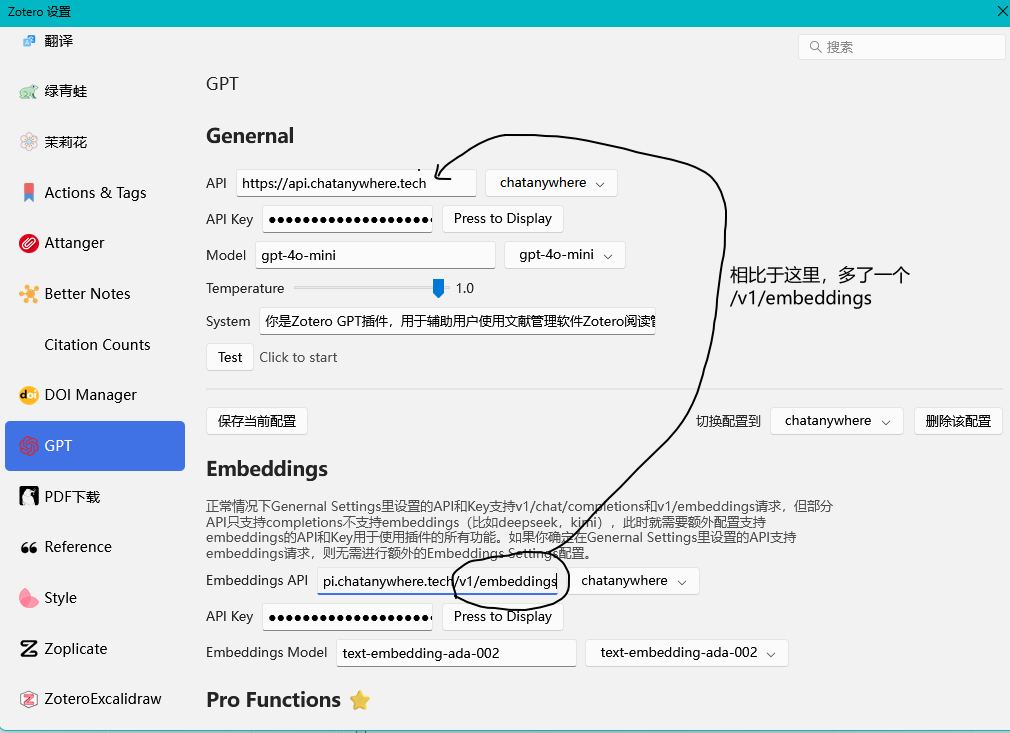 Zotero 设置
翻译
绿青蛙
茉莉花
Actions & Tags
Attanger
Better Notes
Citation Counts
DOI Manager
GPT
PDF下载
Reference
Style
Zoplicate
ZoteroExcalidraw
搜索
GPT
Genernal
API https://api.chatanywhere.tech chatanywhere
API Key ●●●●●●●●●●●●●●●●●●●● Press to Display
Model gpt-4o-mini gpt-4o-mini
Temperature 1.0
System 你是Zotero GPT插件，用于辅助用户使用文献管理软件Zotero阅读
Test Click to start
相比于这里，多了一个
/v1/embeddings
保存当前配置 切换配置到 chatanywhere 删除该配置
Embeddings
正常情况下Genernal Settings里设置的API和Key支持v1/chat/completions和v1/embeddings请求，但部分
API只支持completions不支持embeddings（比如deepseek，kimi），此时就需要额外配置支持
embeddings的API和Key用于使用插件的所有功能。如果你确定在Genernal Settings里设置的API支持
embeddings请求，则无需进行额外的Embeddings Settings配置。
Embeddings API pi.chatanywhere.tech/v1/embeddings chatanywhere
API Key ●●●●●●●●●●●●●●●●●●●● Press to Display
Embeddings Model text-embedding-ada-002 text-embedding-ada-002
Pro Functions